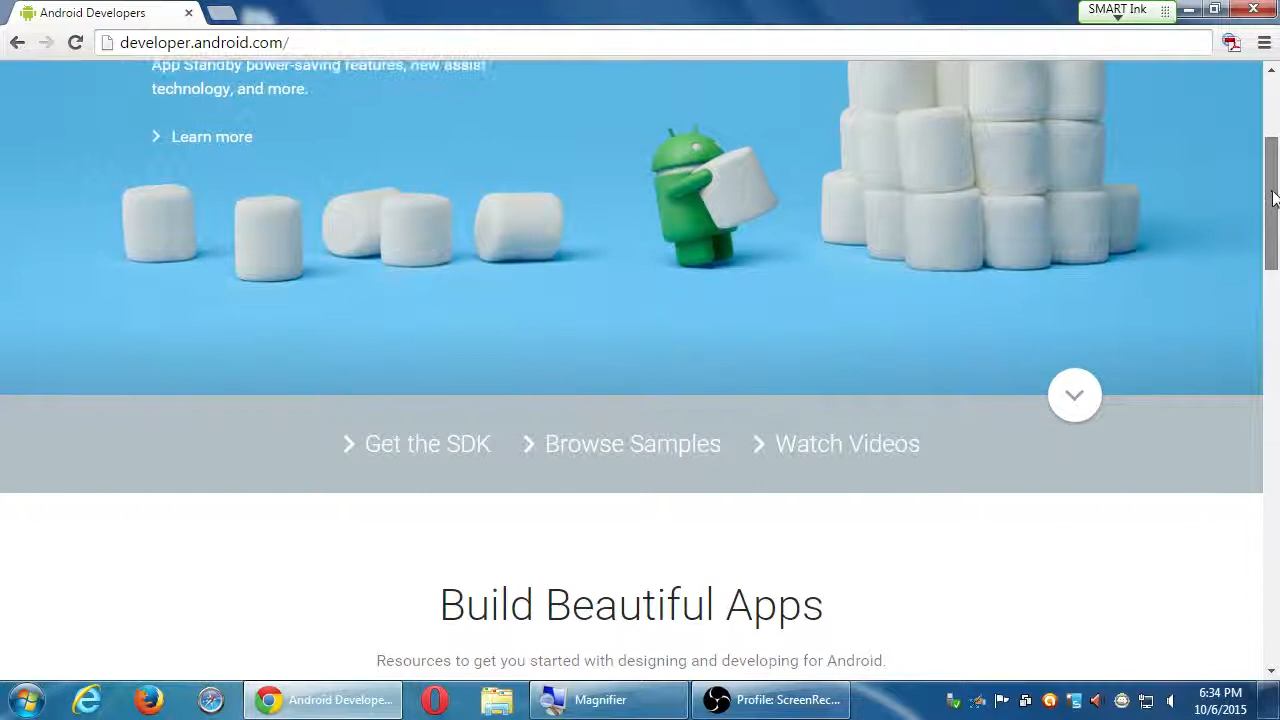 Android Developers
SMART Ink
developer.android.com/
App Standby power-saving features, new assist
technology, and more.
Learn more
Get the SDK
Browse Samples
Watch Videos
Build Beautiful Apps
Resources to get you started with designing and developing for Android.
Android Develope...
Magnifier
Profile: ScreenRec...
6:34 PM
10/6/2015